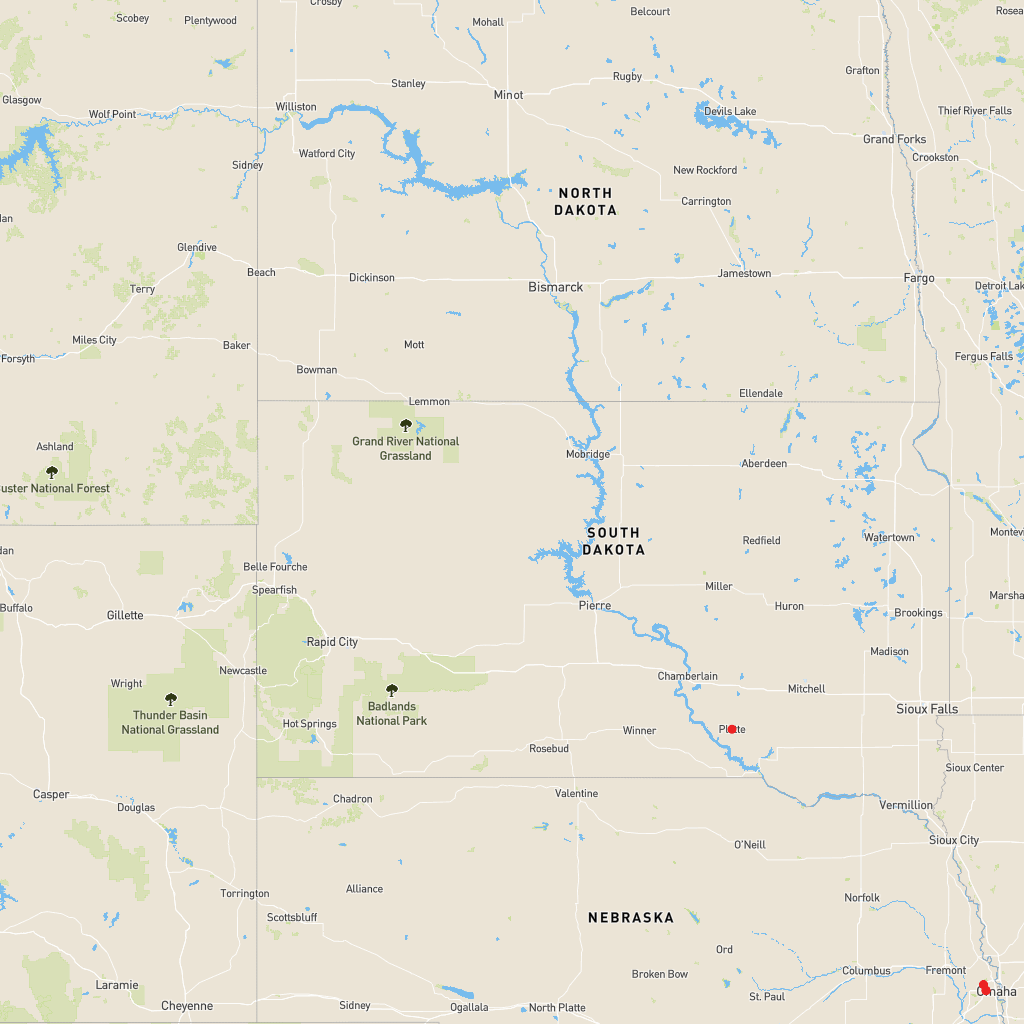 Crosby
Scobey
Plentywood
Mohall
Belcourt
Rosea
Glasgow
Wolf Point
Williston
Stanley
Minot
Rugby
Grafton
Devils Lake
Thief River Falls
Grand Forks
Crookston
Sidney
Watford City
New Rockford
NORTH
DAKOTA
Carrington
dan
Glendive
Beach
Dickinson
Bismarck
Jamestown
Fargo
Terry
Detroit Lak
Miles City
Baker
Mott
Forsyth
Bowman
Fergus Falls
Lemmon
Ellendale
Grand River National
Grassland
Ashland
uster National Forest
Mobridge
Aberdeen
SOUTH
DAKOTA
Redfield
Watertown
Montevi
dan
Belle Fourche
Spearfish
Buffalo
Gillette
Pierre
Miller
Huron
Brookings
Marsha
Rapid City
Newcastle
Madison
Wright
Chamberlain
Mitchell
Thunder Basin
National Grassland
Badlands
National Park
Hot Springs
Sioux Falls
Winner
Platte
Rosebud
Sioux Center
Casper
Douglas
Chadron
Valentine
Vermillion
O'Neill
Sioux City
Torrington
Alliance
Norfolk
Scottsbluff
NEBRASKA
Ord
Broken Bow
Columbus
Fremont
Laramie
Cheyenne
Sidney
Ogallala
North Platte
St. Paul
Omaha